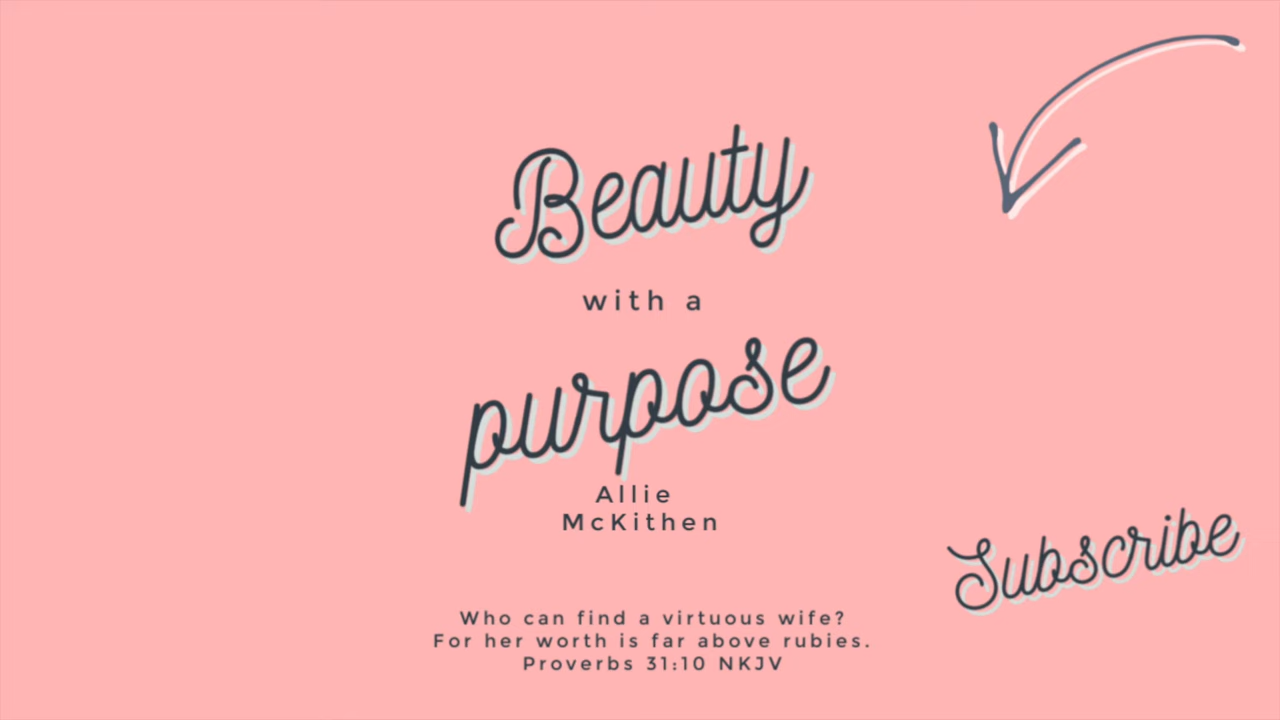 Beauty
with a
purpose
Allie
McKithen
Subscribe
Who can find a virtuous wife?
For her worth is far above rubies.
Proverbs 31:10 NKJV